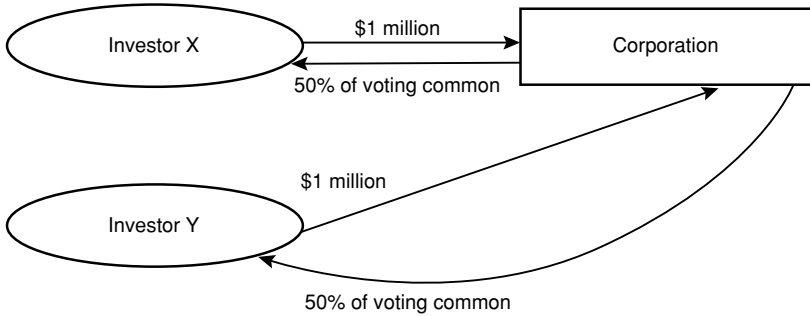 Investor X
$1 million
Corporation
50% of voting common
$1 million
Investor Y
50% of voting common